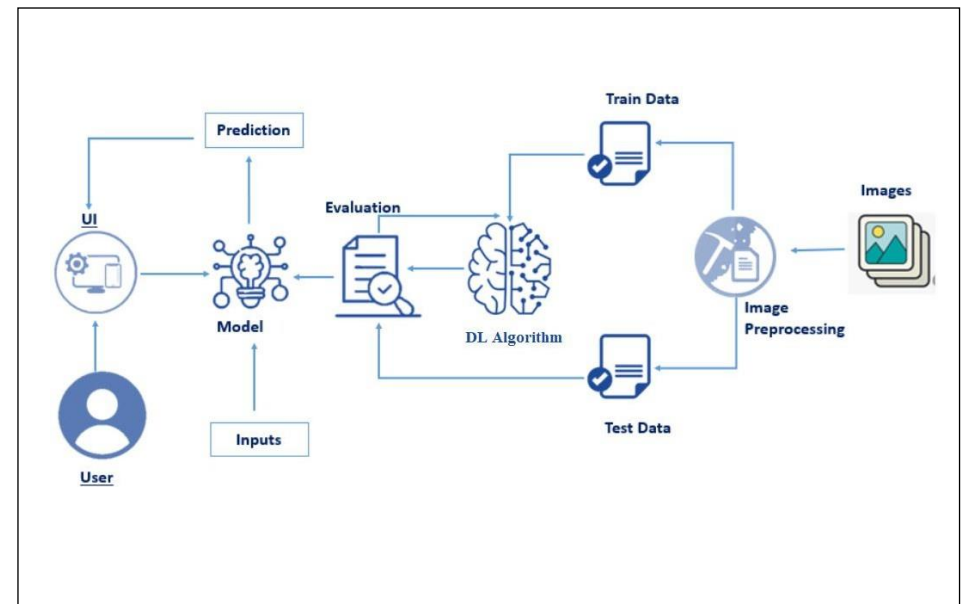 Train Data
Prediction
Images
Evaluation
UI
Image
Preprocessing
Model
DL Algorithm
Test Data
Inputs
User